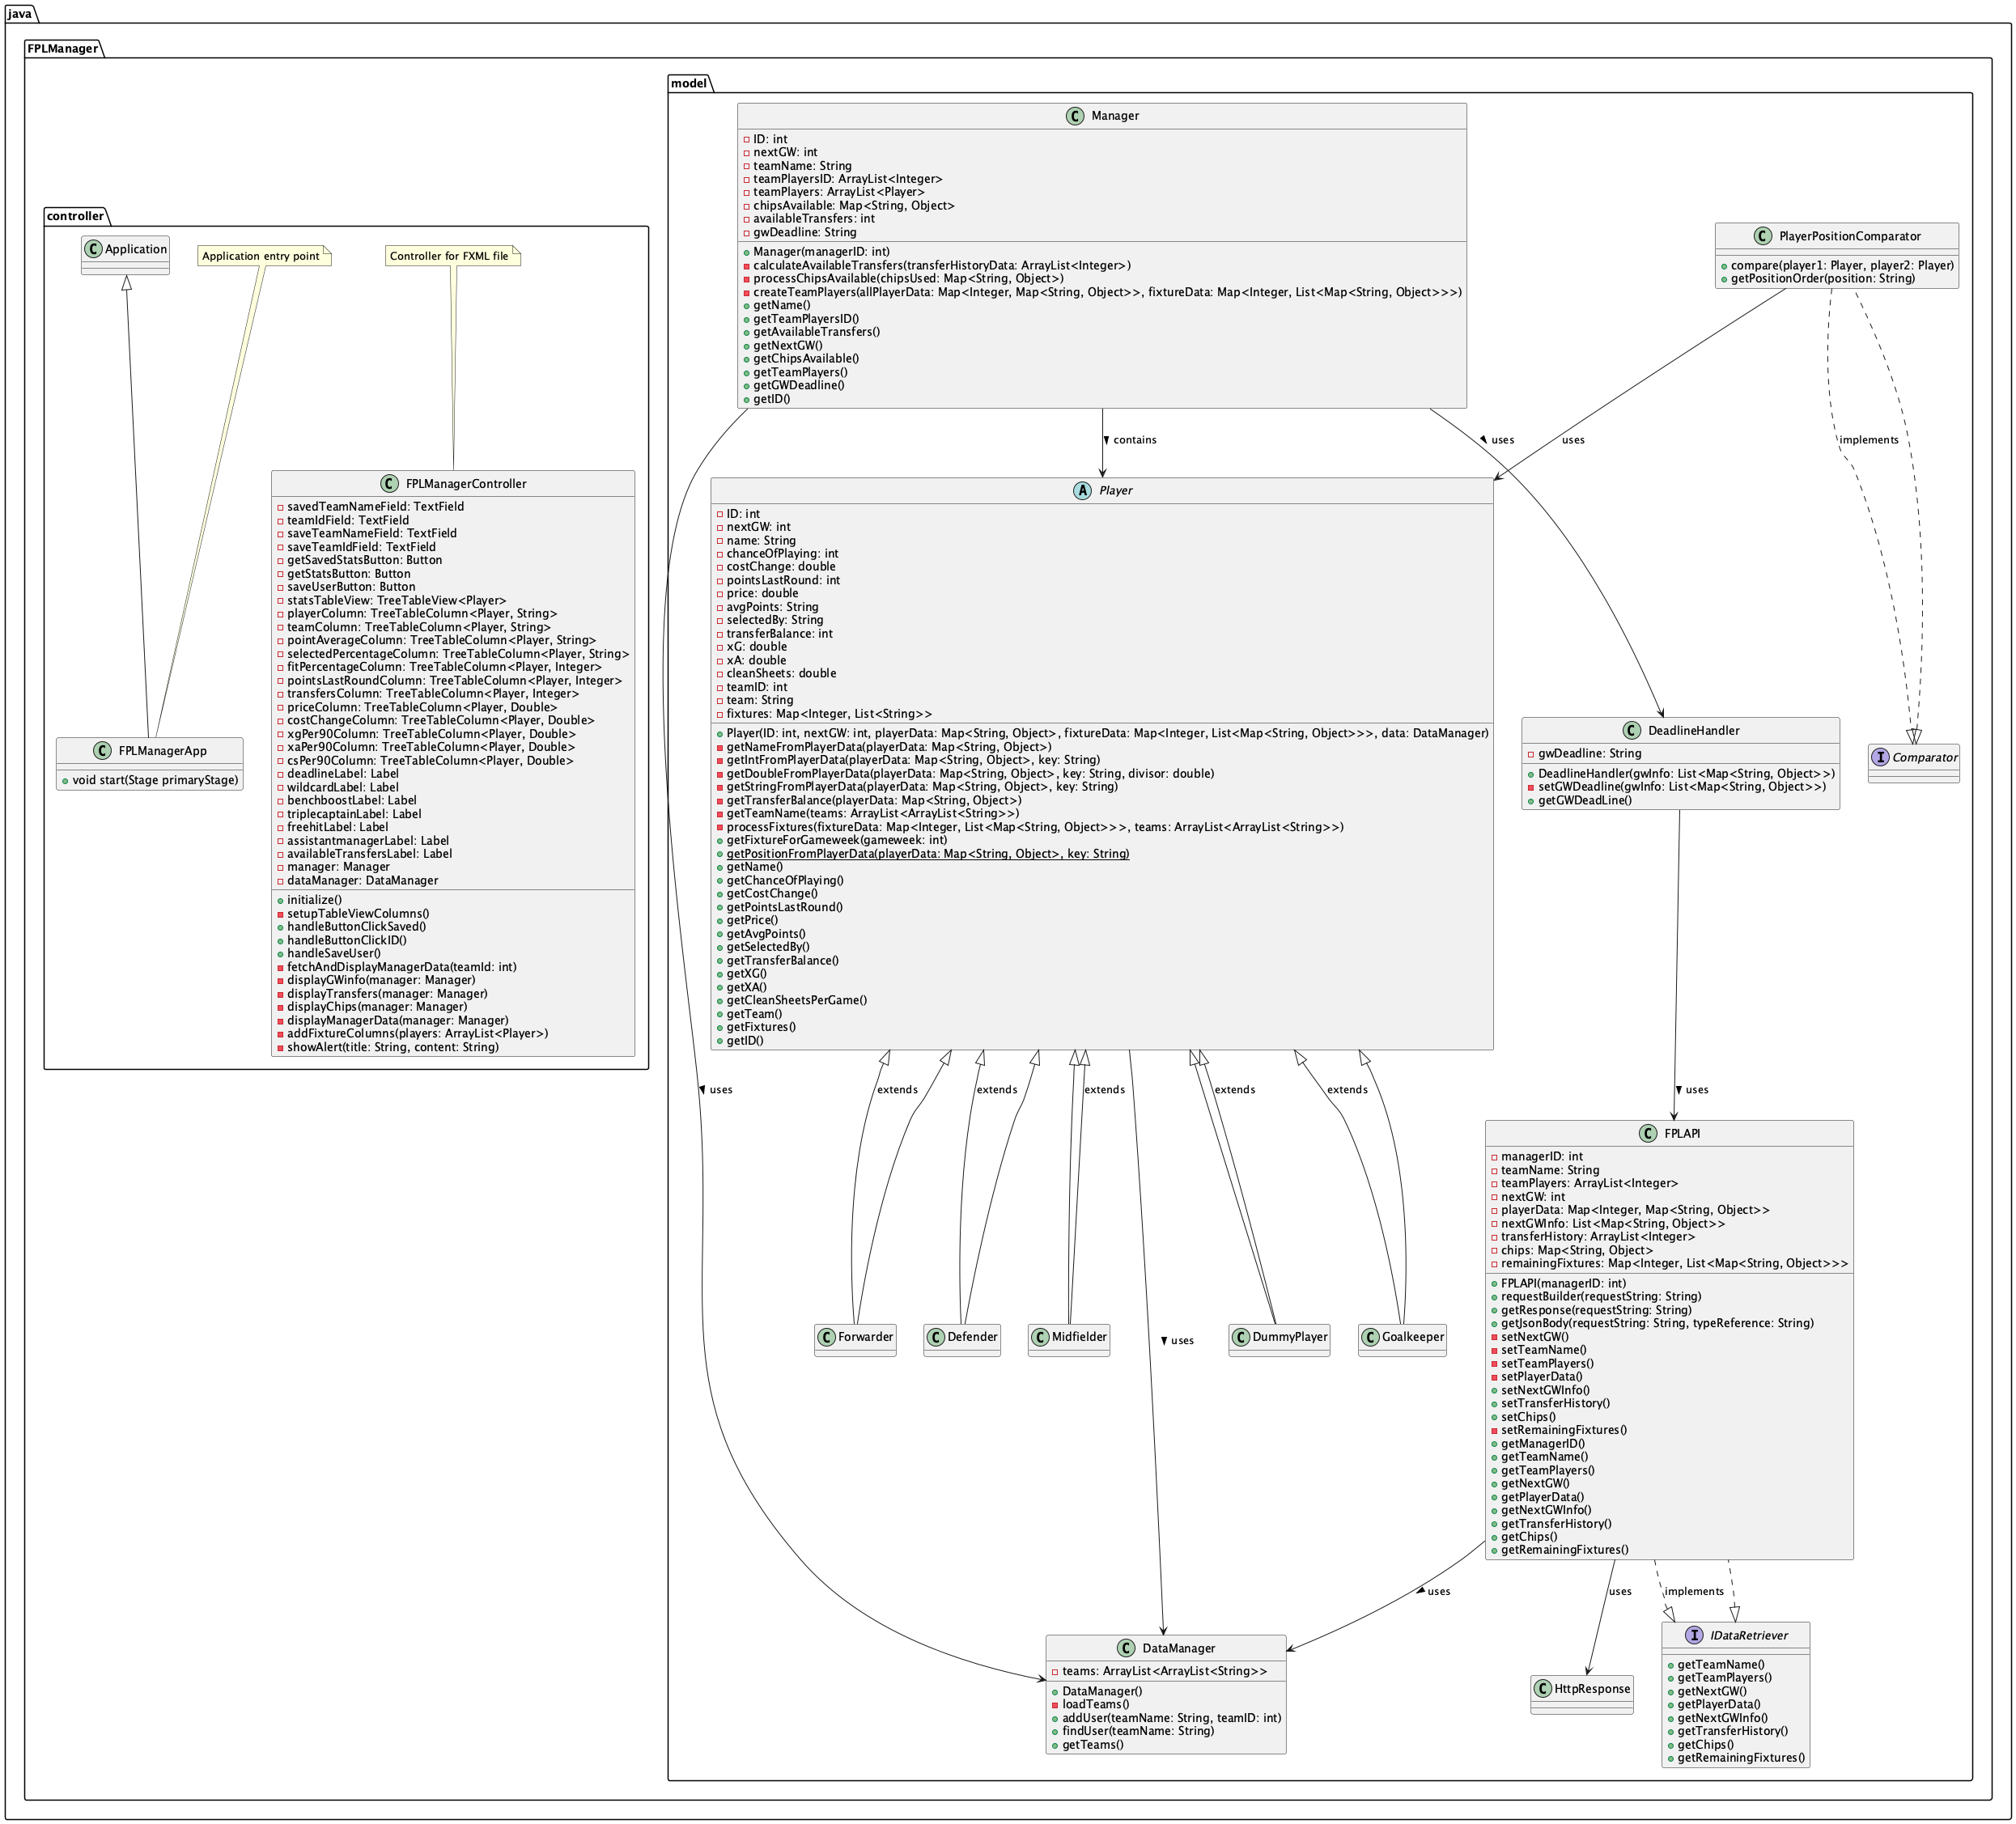 java
FPLManager
controller
Application
Application entry point
Controller for FXML file
FPLManagerController
savedTeamNameField: TextField
teamIdField: TextField
saveTeamNameField: TextField
saveTeamIdField: TextField
getSavedStatsButton: Button
getStatsButton: Button
saveUserButton: Button
statsTableView: TreeTableView<Player>
playerColumn: TreeTableColumn<Player, String>
teamColumn: TreeTableColumn<Player, String>
pointAverageColumn: TreeTableColumn<Player, String>
selectedPercentageColumn: TreeTableColumn<Player, String>
fitPercentageColumn: TreeTableColumn<Player, Integer>
pointsLastRoundColumn: TreeTableColumn<Player, Integer>
transfersColumn: TreeTableColumn<Player, Integer>
priceColumn: TreeTableColumn<Player, Double>
costChangeColumn: TreeTableColumn<Player, Double>
xgPer90Column: TreeTableColumn<Player, Double>
xaPer90Column: TreeTableColumn<Player, Double>
csPer90Column: TreeTableColumn<Player, Double>
deadlineLabel: Label
wildcardLabel: Label
benchboostLabel: Label
triplecaptainLabel: Label
freehitLabel: Label
assistantmanagerLabel: Label
availableTransfersLabel: Label
manager: Manager
dataManager: DataManager
initialize()
setupTableViewColumns()
handleButtonClickSaved()
handleButtonClickID()
handleSaveUser()
fetchAndDisplayManagerData(teamId: int)
displayGWinfo(manager: Manager)
displayTransfers(manager: Manager)
displayChips(manager: Manager)
displayManagerData(manager: Manager)
addFixtureColumns(players: ArrayList<Player>)
showAlert(title: String, content: String)
FPLManagerApp
void start(Stage primaryStage)
model
Manager
ID: int
nextGW: int
teamName: String
teamPlayersID: ArrayList<Integer>
teamPlayers: ArrayList<Player>
chipsAvailable: Map<String, Object>
availableTransfers: int
gwDeadline: String
Manager(managerID: int)
calculateAvailableTransfers(transferHistoryData: ArrayList<Integer>)
processChipsAvailable(chipsUsed: Map<String, Object>)
createTeamPlayers(allPlayerData: Map<Integer, Map<String, Object>>, fixtureData: Map<Integer, List<Map<String, Object>>>)
getName()
getTeamPlayersID()
getAvailableTransfers()
getNextGW()
getChipsAvailable()
getTeamPlayers()
getGWDeadline()
getID()
PlayerPositionComparator
compare(player1: Player, player2: Player)
getPositionOrder(position: String)
contains
uses
uses
implements
Player
ID: int
nextGW: int
name: String
chanceOfPlaying: int
costChange: double
pointsLastRound: int
price: double
avgPoints: String
selectedBy: String
transferBalance: int
xG: double
xA: double
cleanSheets: double
teamID: int
team: String
fixtures: Map<Integer, List<String>>
Player(ID: int, nextGW: int, playerData: Map<String, Object>, fixtureData: Map<Integer, List<Map<String, Object>>>, data: DataManager)
getNameFromPlayerData(playerData: Map<String, Object>)
getIntFromPlayerData(playerData: Map<String, Object>, key: String)
getDoubleFromPlayerData(playerData: Map<String, Object>, key: String, divisor: double)
getStringFromPlayerData(playerData: Map<String, Object>, key: String)
getTransferBalance(playerData: Map<String, Object>)
getTeamName(teams: ArrayList<ArrayList<String>>)
processFixtures(fixtureData: Map<Integer, List<Map<String, Object>>>, teams: ArrayList<ArrayList<String>>)
getFixtureForGameweek(gameweek: int)
getPositionFromPlayerData(playerData: Map<String, Object>, key: String)
getName()
getChanceOfPlaying()
getCostChange()
getPointsLastRound()
getPrice()
getAvgPoints()
getSelectedBy()
getTransferBalance()
getXG()
getXA()
getCleanSheetsPerGame()
getTeam()
getFixtures()
getID()
DeadlineHandler
gwDeadline: String
DeadlineHandler(gwInfo: List<Map<String, Object>>)
setGWDeadline(gwInfo: List<Map<String, Object>>)
getGWDeadLine()
Comparator
uses
extends
extends
extends
extends
extends
uses
FPLAPI
managerID: int
teamName: String
teamPlayers: ArrayList<Integer>
nextGW: int
playerData: Map<Integer, Map<String, Object>>
nextGWInfo: List<Map<String, Object>>
transferHistory: ArrayList<Integer>
chips: Map<String, Object>
remainingFixtures: Map<Integer, List<Map<String, Object>>>
FPLAPI(managerID: int)
requestBuilder(requestString: String)
getResponse(requestString: String)
getJsonBody(requestString: String, typeReference: String)
setNextGW()
setTeamName()
setTeamPlayers()
setPlayerData()
setNextGWInfo()
setTransferHistory()
setChips()
setRemainingFixtures()
getManagerID()
getTeamName()
getTeamPlayers()
getNextGW()
getPlayerData()
getNextGWInfo()
getTransferHistory()
getChips()
getRemainingFixtures()
Forwarder
Defender
Midfielder
DummyPlayer
Goalkeeper
uses
uses
uses
implements
DataManager
teams: ArrayList<ArrayList<String>>
DataManager()
loadTeams()
addUser(teamName: String, teamID: int)
findUser(teamName: String)
getTeams()
HttpResponse
IDataRetriever
getTeamName()
getTeamPlayers()
getNextGW()
getPlayerData()
getNextGWInfo()
getTransferHistory()
getChips()
getRemainingFixtures()